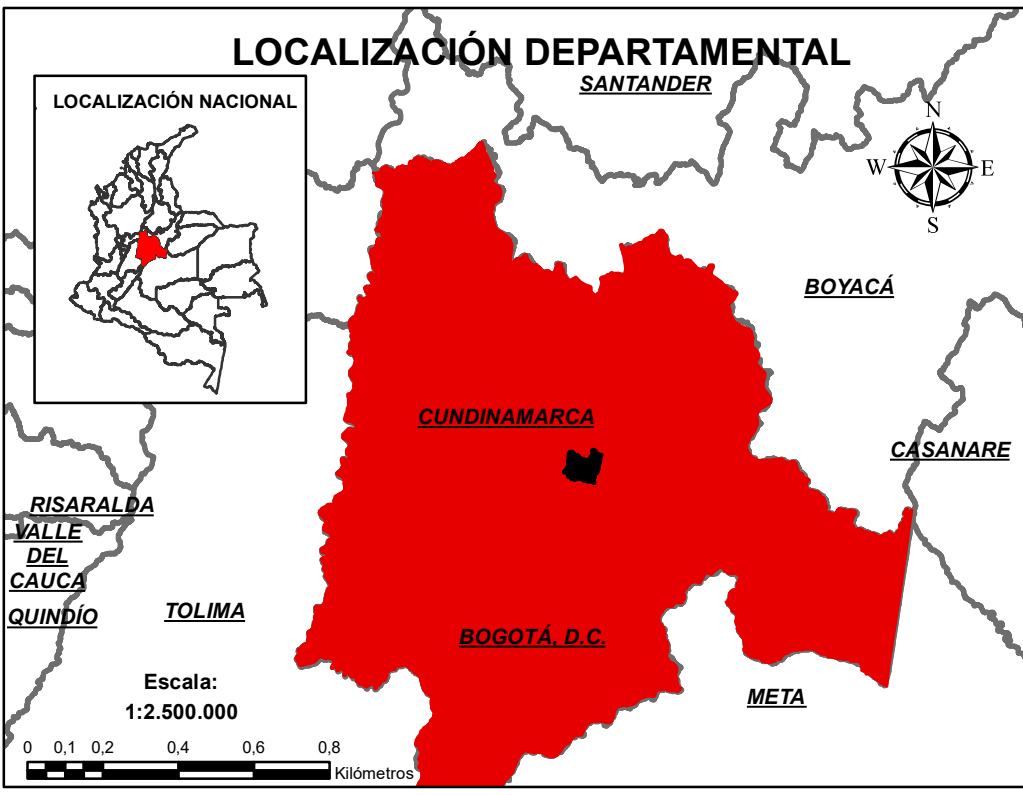 LOCALIZACIÓN DEPARTAMENTAL
SANTANDER
LOCALIZACIÓN NACIONAL
N
W
E
S
BOYACÁ
CUNDINAMARCA
CASANARE
RISARALDA
VALLE
DEL
CAUCA
QUINDÍO
TOLIMA
BOGOTÁ, D.C.
META
Escala:
1:2.500.000
0 0,1 0,2 0,4 0,6 0,8
Kilómetros